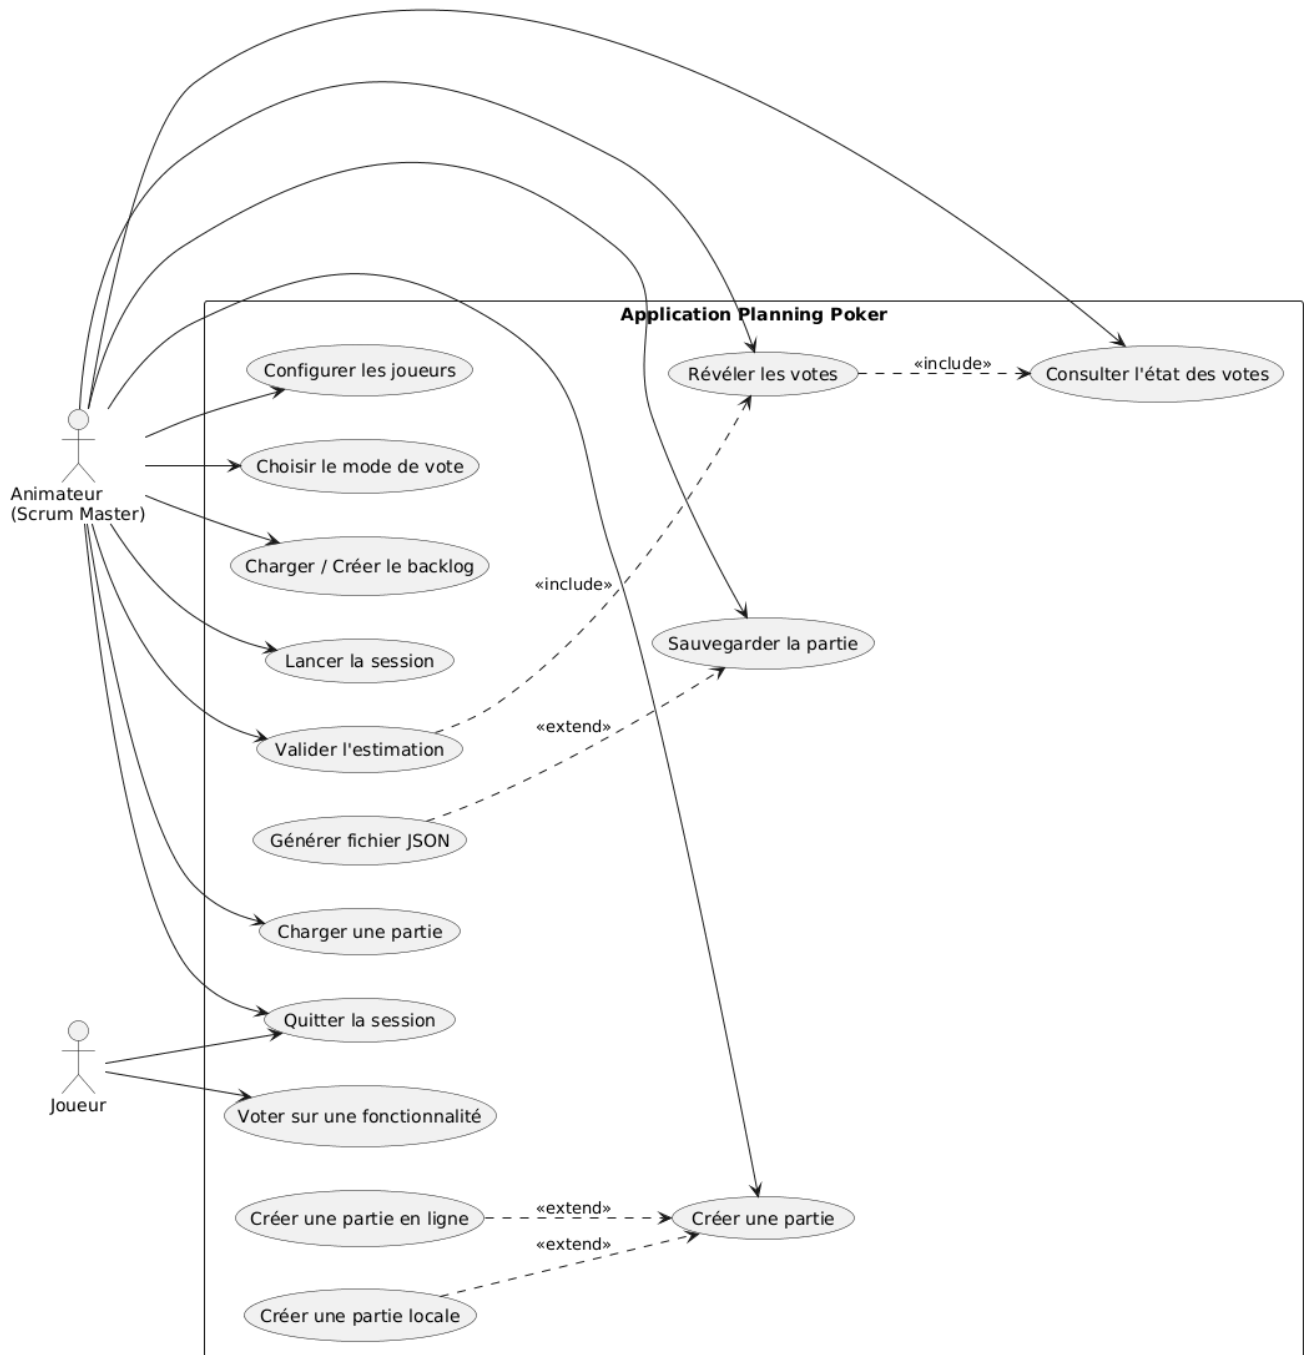 Application Planning Poker
Configurer les joueurs
Révéler les votes
«include»
Consulter l'état des votes
Animateur
(Scrum Master)
Choisir le mode de vote
Charger / Créer le backlog
«include»
Lancer la session
Sauvegarder la partie
«extend»
Valider l'estimation
Générer fichier JSON
Charger une partie
Quitter la session
Joueur
Voter sur une fonctionnalité
Créer une partie en ligne
«extend»
Créer une partie
«extend»
Créer une partie locale